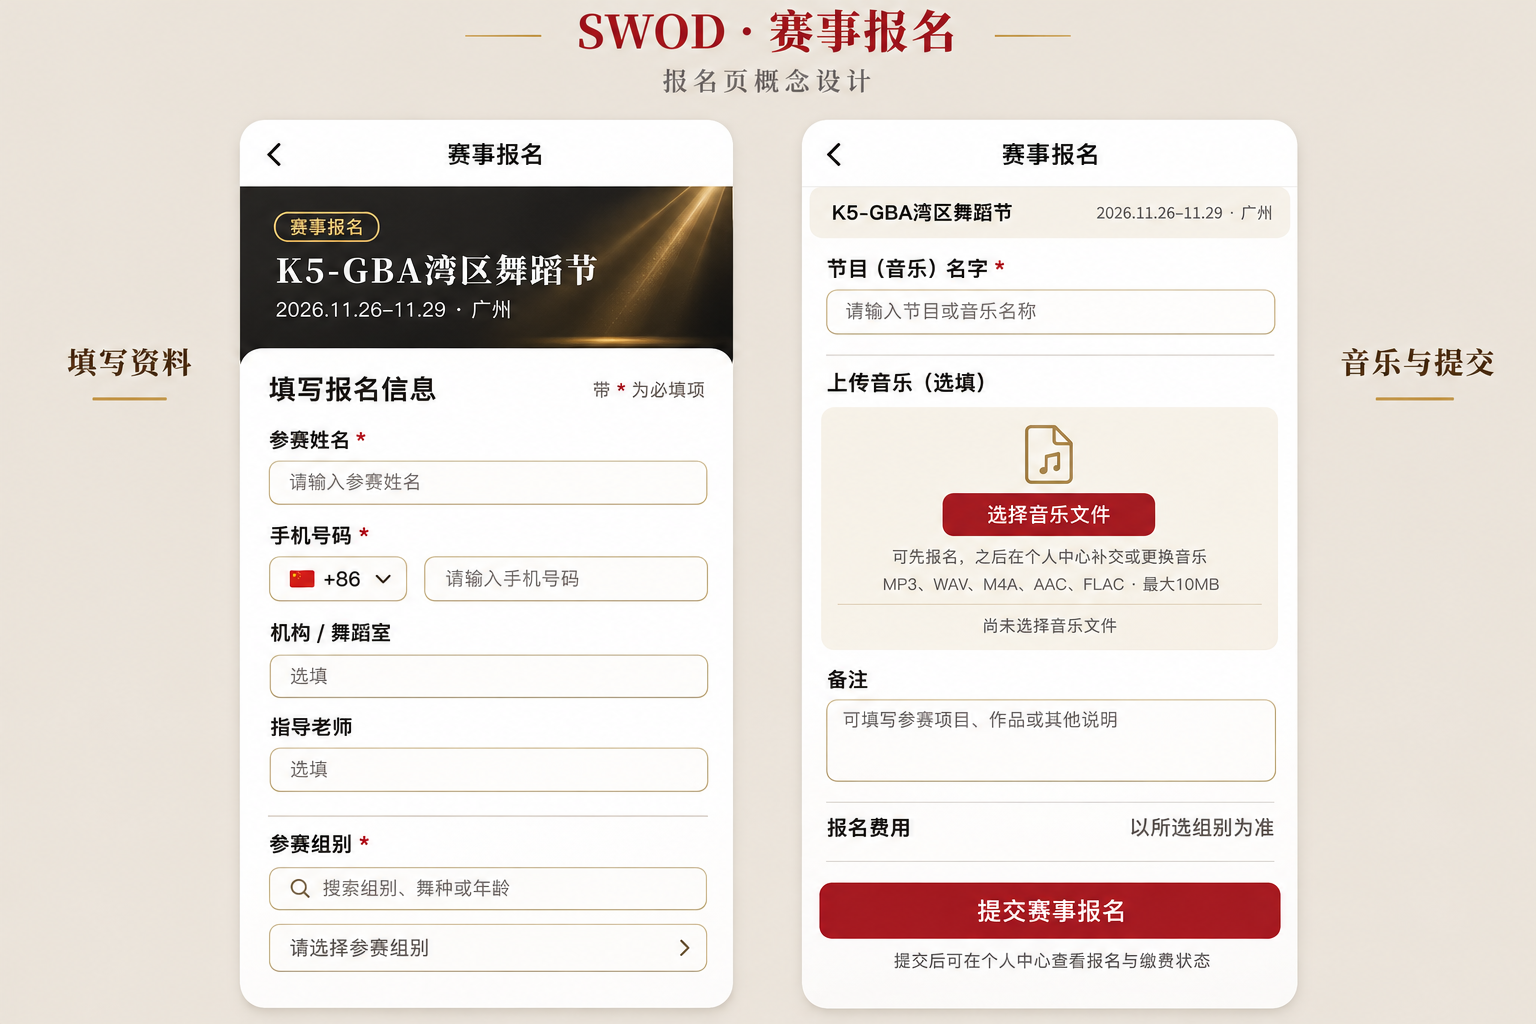 SWOD · 赛事报名
报名页概念设计
填写资料
赛事报名
赛事报名
K5-GBA湾区舞蹈节
2026.11.26–11.29 · 广州
填写报名信息
带 * 为必填项
参赛姓名 *
请输入参赛姓名
手机号码 *
+86
请输入手机号码
机构 / 舞蹈室
选填
指导老师
选填
参赛组别 *
搜索组别、舞种或年龄
请选择参赛组别
赛事报名
K5-GBA湾区舞蹈节
2026.11.26–11.29 · 广州
节目（音乐）名字 *
请输入节目或音乐名称
上传音乐（选填）
选择音乐文件
可先报名，之后在个人中心补交或更换音乐
MP3、WAV、M4A、AAC、FLAC · 最大10MB
尚未选择音乐文件
备注
可填写参赛项目、作品或其他说明
报名费用
以所选组别为准
提交赛事报名
提交后可在个人中心查看报名与缴费状态
音乐与提交